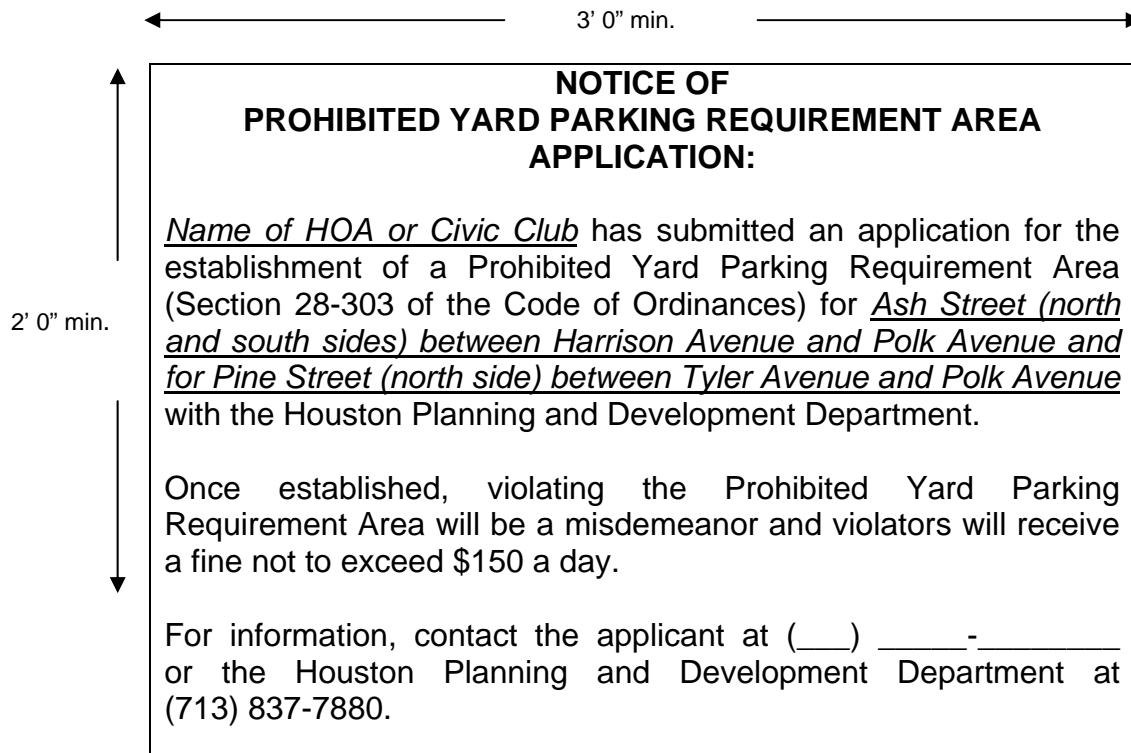 3’ 0” min.
NOTICE OF
PROHIBITED YARD PARKING REQUIREMENT AREA
APPLICATION:
Name of HOA or Civic Club has submitted an application for the
establishment of a Prohibited Yard Parking Requirement Area
(Section 28-303 of the Code of Ordinances) for Ash Street (north
and south sides) between Harrison Avenue and Polk Avenue and
for Pine Street (north side) between Tyler Avenue and Polk Avenue
with the Houston Planning and Development Department.
2’ 0” min.
Once established, violating the Prohibited Yard Parking
Requirement Area will be a misdemeanor and violators will receive
a fine not to exceed $150 a day.
For information, contact the applicant at (___) _____-________
or the Houston Planning and Development Department at
(713) 837-7880.